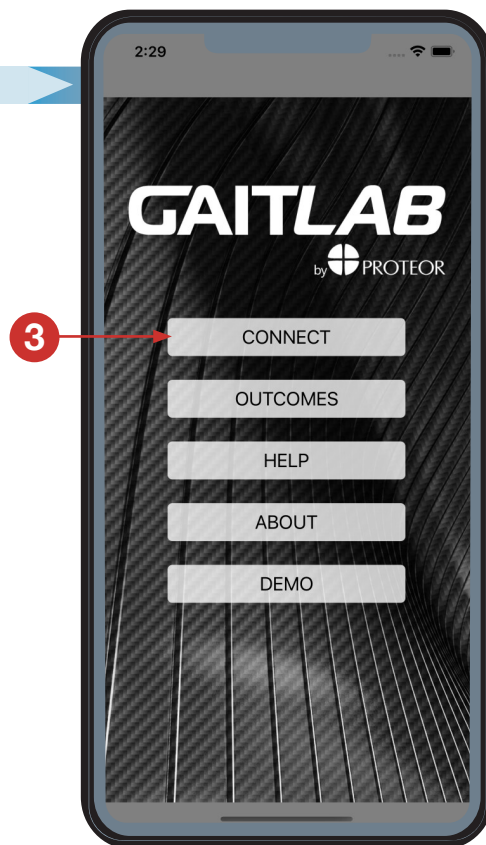 2:29
GAITLAB
by PROTEOR
3
CONNECT
OUTCOMES
HELP
ABOUT
DEMO